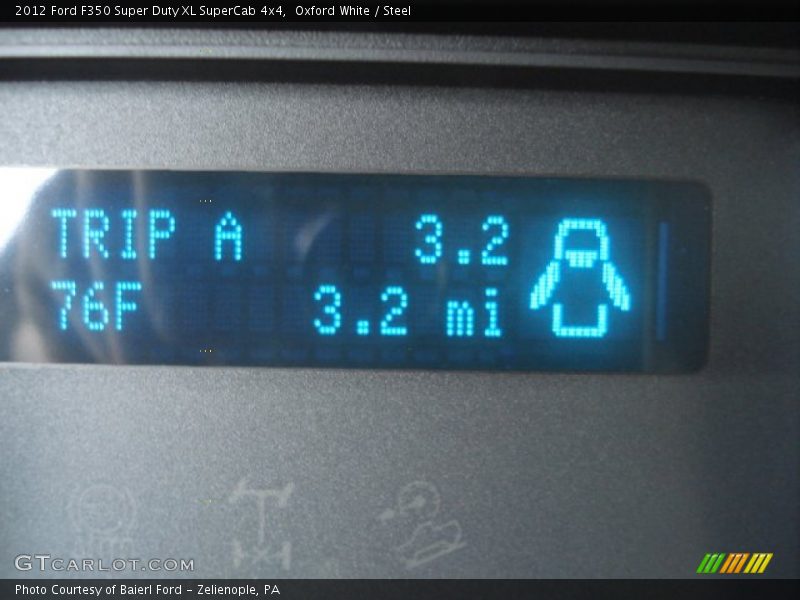 2012 Ford F350 Super Duty XL SuperCab 4x4,  Oxford White / Steel
TRIP A 3.2
76F 3.2 mi
GTCARLOT.COM
Photo Courtesy of Baierl Ford - Zelienople, PA